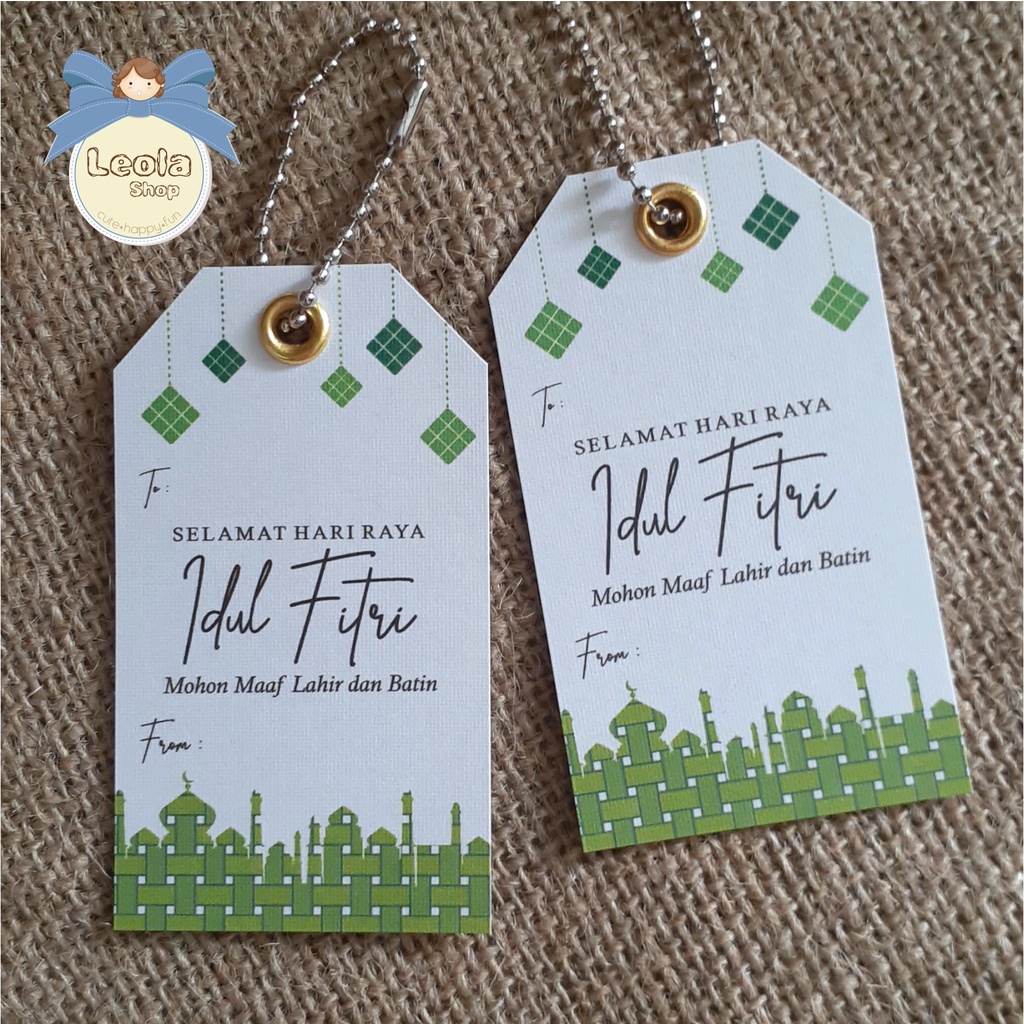 Leola
Shop
cute•happy•fun
To :
SELAMAT HARI RAYA
Idul Fitri
Mohon Maaf Lahir dan Batin
From :
To :
SELAMAT HARI RAYA
Idul Fitri
Mohon Maaf Lahir dan Batin
From :